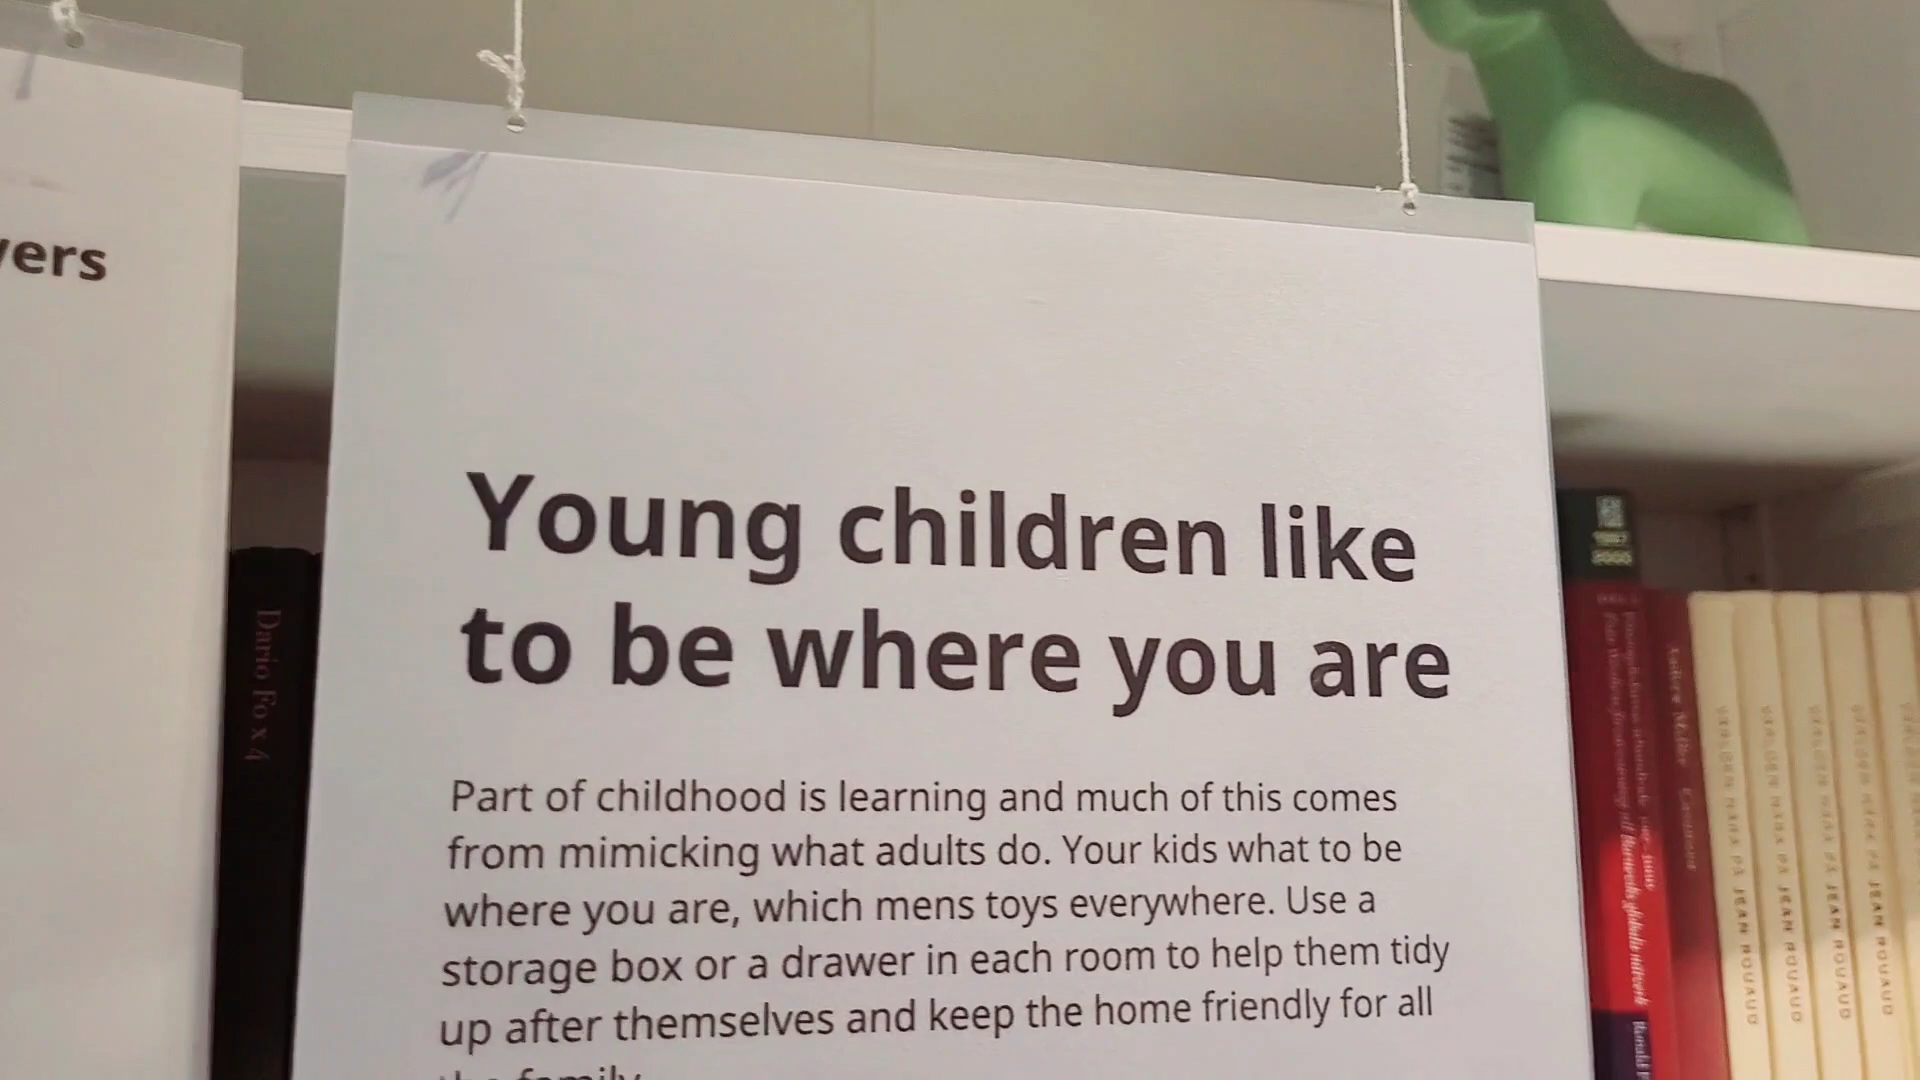 vers
Young children like
to be where you are
Part of childhood is learning and much of this comes
from mimicking what adults do. Your kids what to be
where you are, which mens toys everywhere. Use a
storage box or a drawer in each room to help them tidy
up after themselves and keep the home friendly for all
the family.
Dario Fo x 4
JEAN ROUAUD
JEAN ROUAUD
JEAN ROUAUD
JEAN ROUAUD